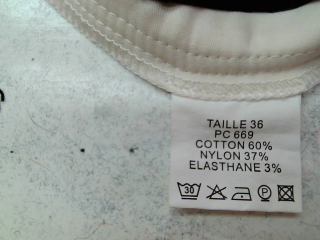 TAILLE 36
PC 669
COTTON 60%
NYLON 37%
ELASTHANE 3%
30 P